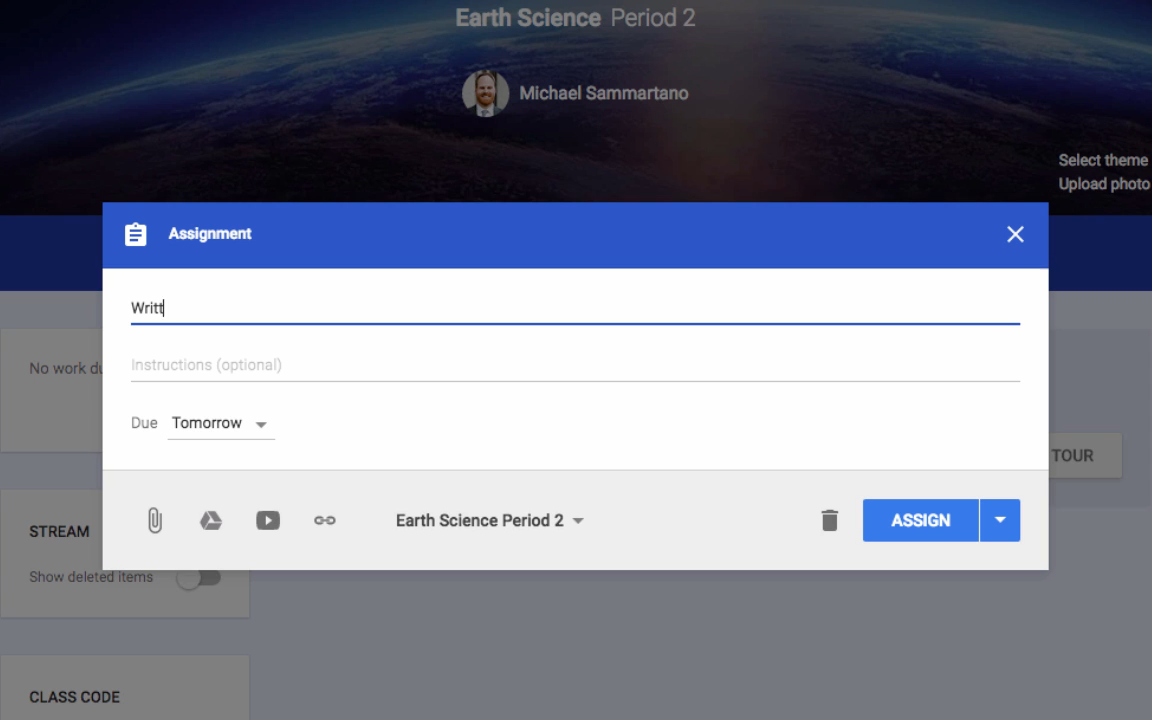 Earth Science Period 2
Michael Sammartano
Select theme
Upload photo
Assignment
Writt
No work du
Instructions (optional)
Due Tomorrow
TOUR
Earth Science Period 2
ASSIGN
STREAM
Show deleted items
CLASS CODE